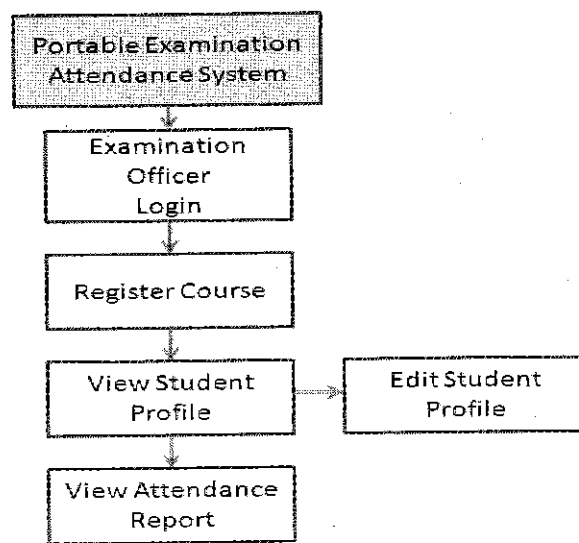 Portable Examination
Attendance System
Examination
Officer
Login
Register Course
View Student
Profile
Edit Student
Profile
View Attendance
Report